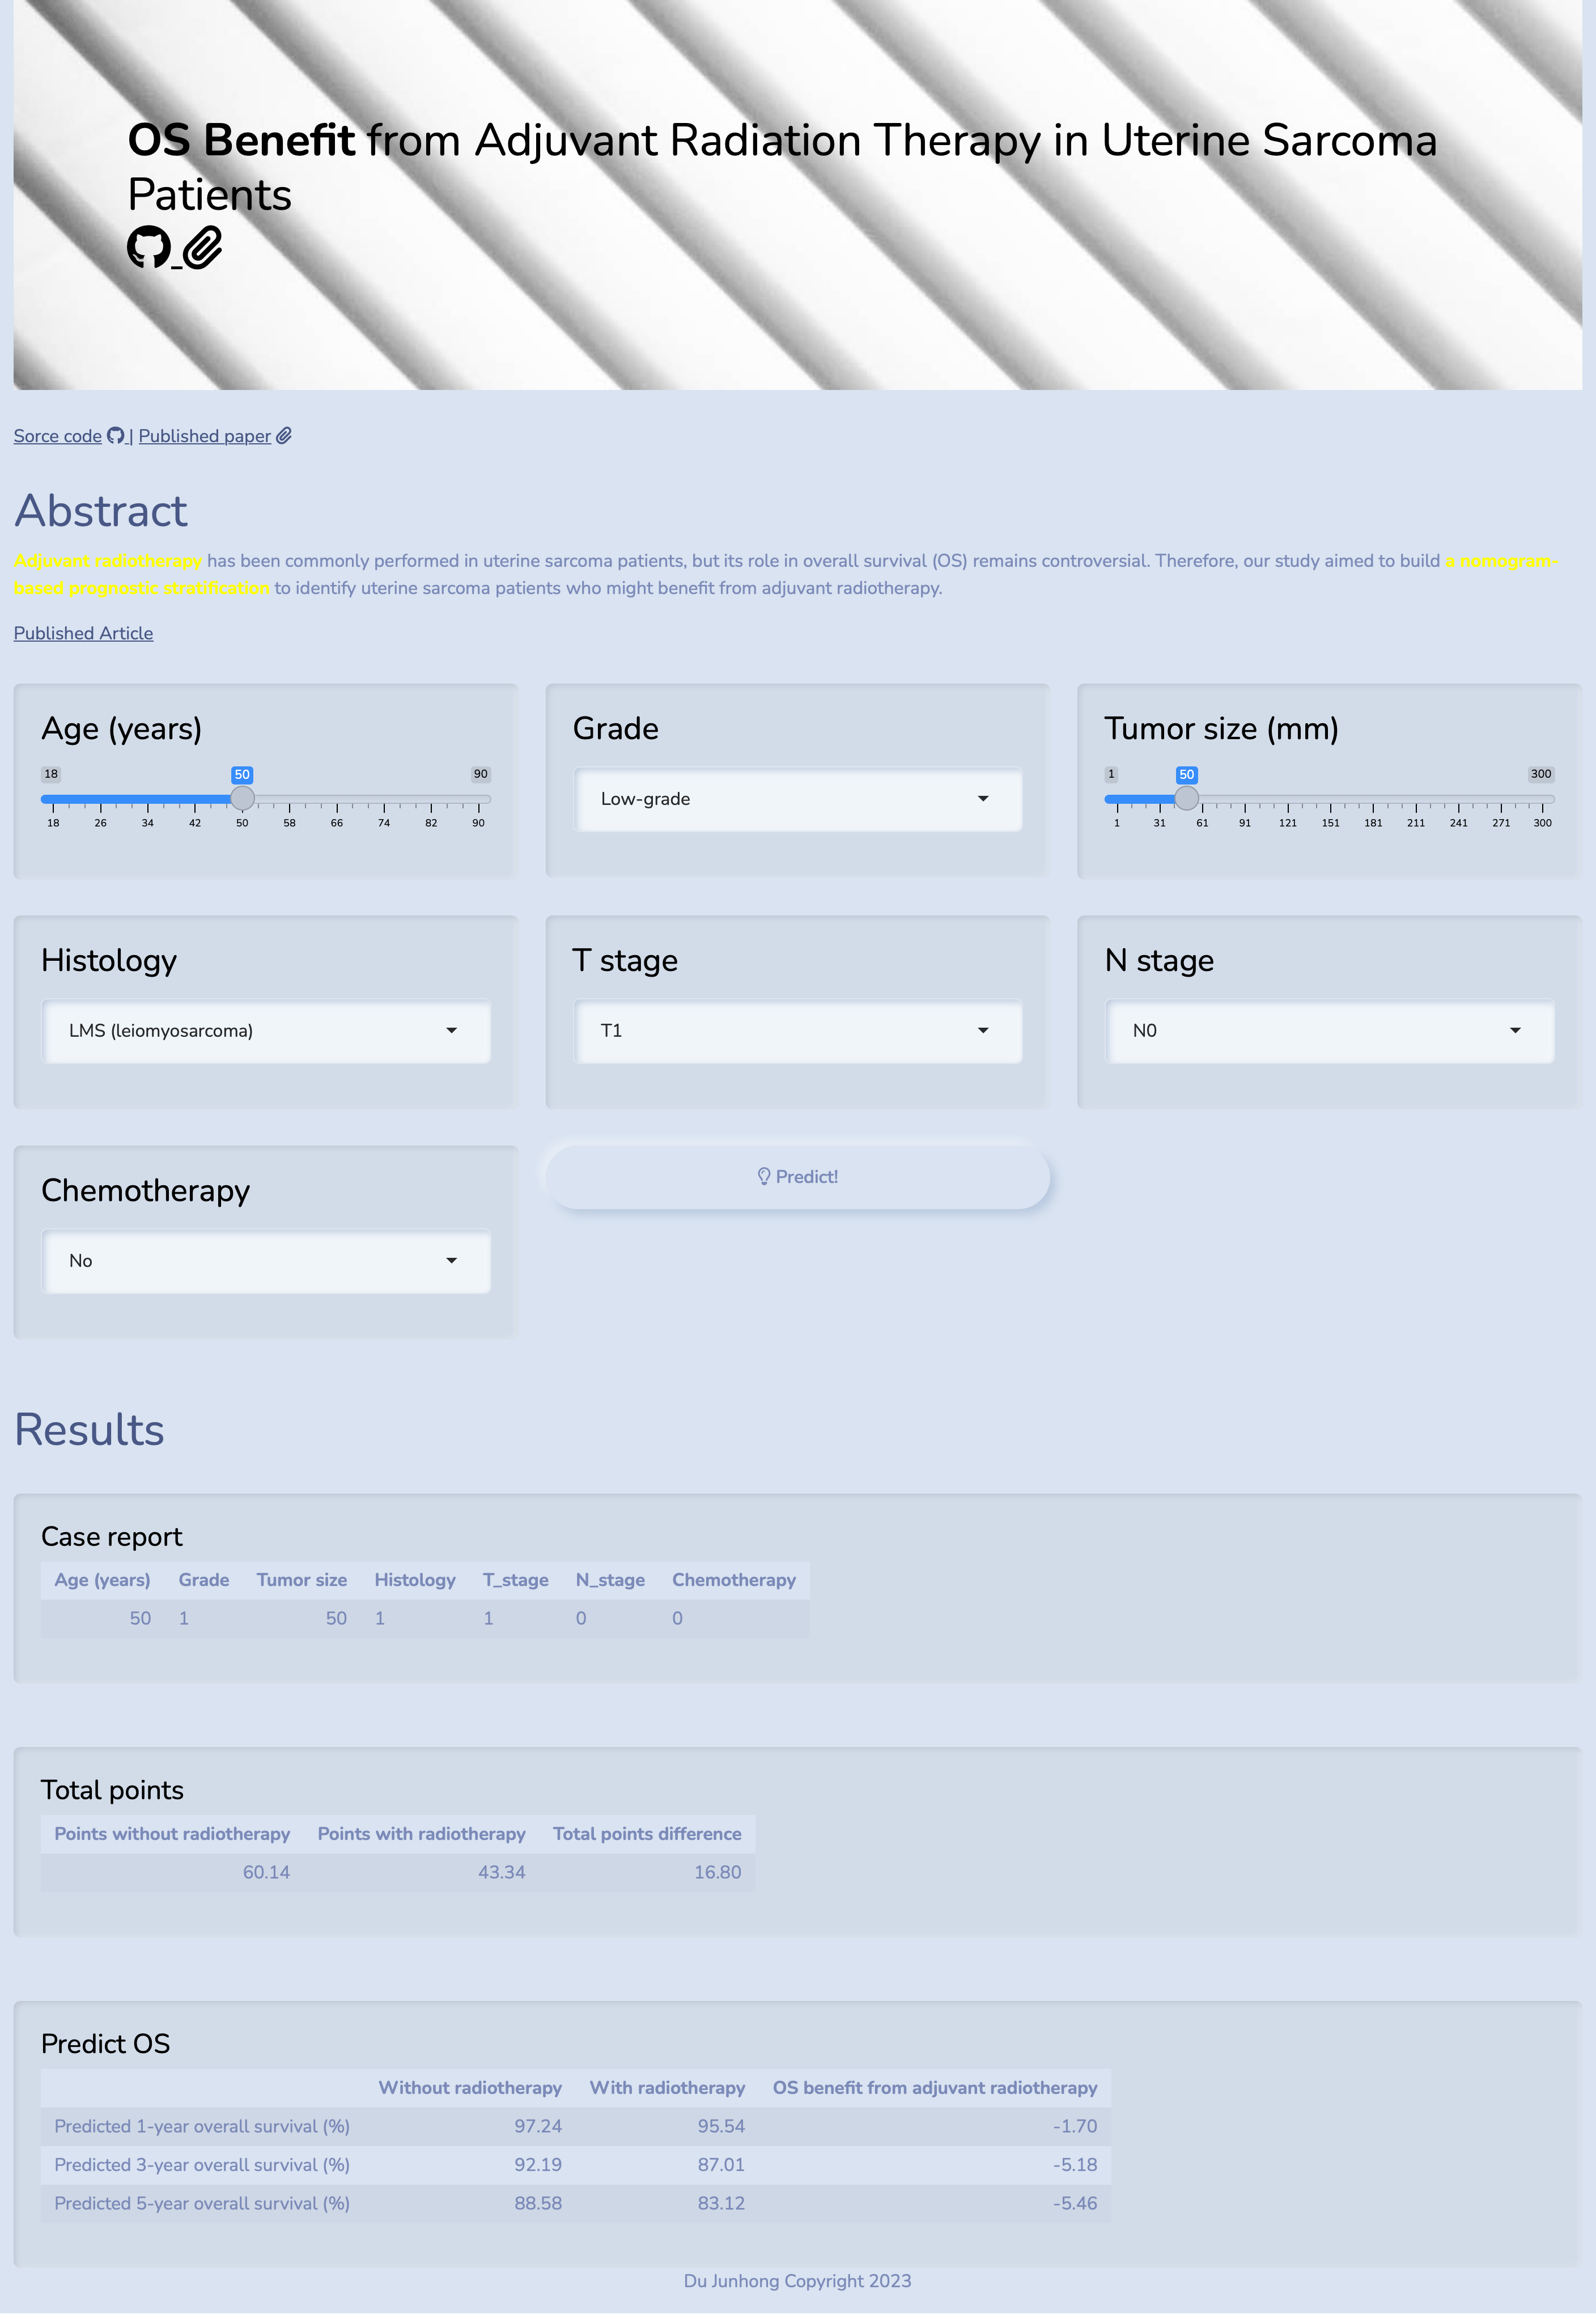 OS Benefit from Adjuvant Radiation Therapy in Uterine Sarcoma
Patients
Sorce code | Published paper
Abstract
Adjuvant radiotherapy has been commonly performed in uterine sarcoma patients, but its role in overall survival (OS) remains controversial. Therefore, our study aimed to build a nomogram-
based prognostic stratification to identify uterine sarcoma patients who might benefit from adjuvant radiotherapy.
Published Article
Age (years)
18 50 90
18 26 34 42 50 58 66 74 82 90
Grade
Low-grade
Tumor size (mm)
1 50 300
1 31 61 91 121 151 181 211 241 271 300
Histology
LMS (leiomyosarcoma)
T stage
T1
N stage
N0
Chemotherapy
No
Predict!
Results
Case report
Age (years) Grade Tumor size Histology T_stage N_stage Chemotherapy
50 1 50 1 1 0 0
Total points
Points without radiotherapy Points with radiotherapy Total points difference
60.14 43.34 16.80
Predict OS
Without radiotherapy With radiotherapy OS benefit from adjuvant radiotherapy
Predicted 1-year overall survival (%) 97.24 95.54 -1.70
Predicted 3-year overall survival (%) 92.19 87.01 -5.18
Predicted 5-year overall survival (%) 88.58 83.12 -5.46
Du Junhong Copyright 2023